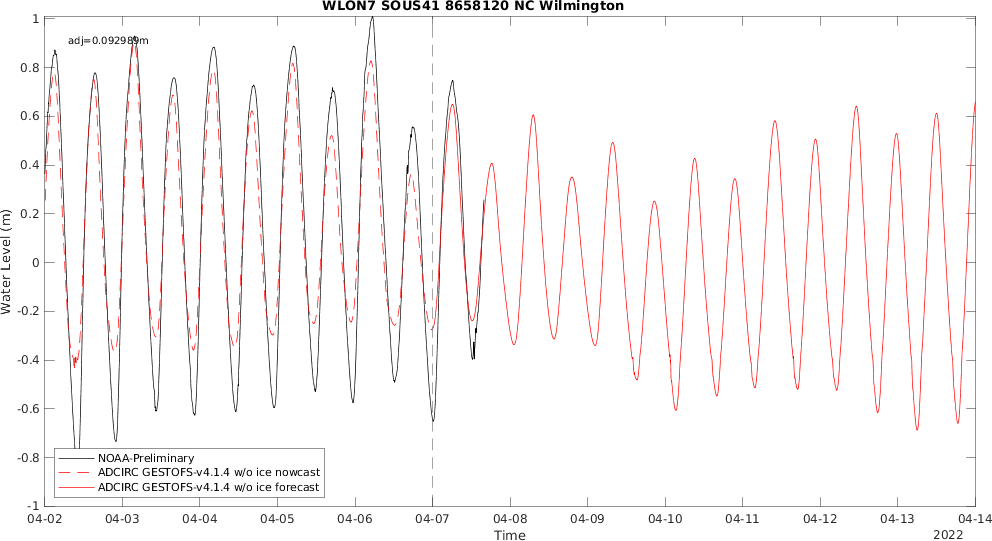 WLON7 SOUS41 8658120 NC Wilmington
adj=0.092989m
1
0.8
0.6
0.4
0.2
0
-0.2
-0.4
-0.6
-0.8
-1
Water Level (m)
NOAA-Preliminary
ADCIRC GESTOFS-v4.1.4 w/o ice nowcast
ADCIRC GESTOFS-v4.1.4 w/o ice forecast
04-02 04-03 04-04 04-05 04-06 04-07 04-08 04-09 04-10 04-11 04-12 04-13 04-14
Time
2022